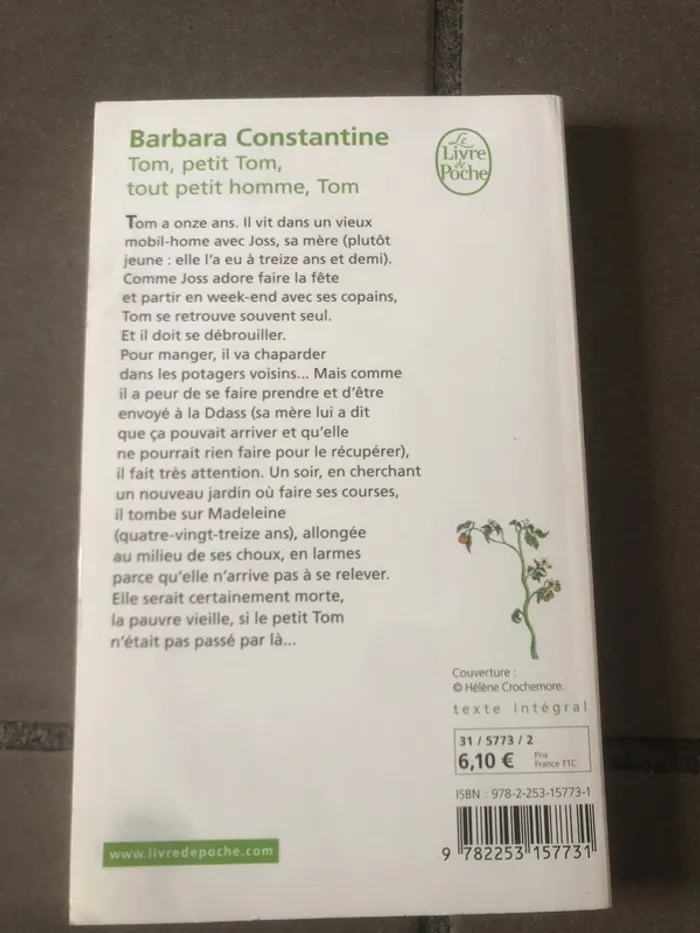 Barbara Constantine
Tom, petit Tom,
tout petit homme, Tom
Le
Livre
de
Poche
Tom a onze ans. Il vit dans un vieux
mobil-home avec Joss, sa mère (plutôt
jeune : elle l'a eu à treize ans et demi).
Comme Joss adore faire la fête
et partir en week-end avec ses copains,
Tom se retrouve souvent seul.
Et il doit se débrouiller.
Pour manger, il va chaparder
dans les potagers voisins... Mais comme
il a peur de se faire prendre et d'être
envoyé à la Ddass (sa mère lui a dit
que ça pouvait arriver et qu'elle
ne pourrait rien faire pour le récupérer),
il fait très attention. Un soir, en cherchant
un nouveau jardin où faire ses courses,
il tombe sur Madeleine
(quatre-vingt-treize ans), allongée
au milieu de ses choux, en larmes
parce qu'elle n'arrive pas à se relever.
Elle serait certainement morte,
la pauvre vieille, si le petit Tom
n'était pas passé par là...
Couverture :
© Hélène Crochemore.
texte intégral
31 / 5773 / 2
6,10 € Prix
France TTC
ISBN : 978-2-253-15773-1
9 782253 157731
www.livredepoche.com